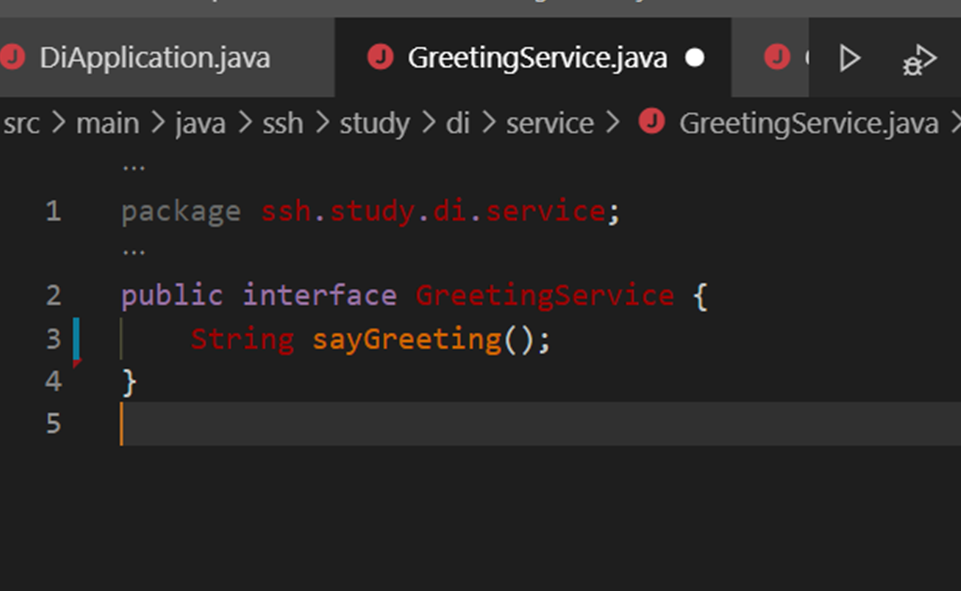 DiApplication.java GreetingService.java
src > main > java > ssh > study > di > service > GreetingService.java >
...
1 package ssh.study.di.service;
...
2 public interface GreetingService {
3 String sayGreeting();
4 }
5